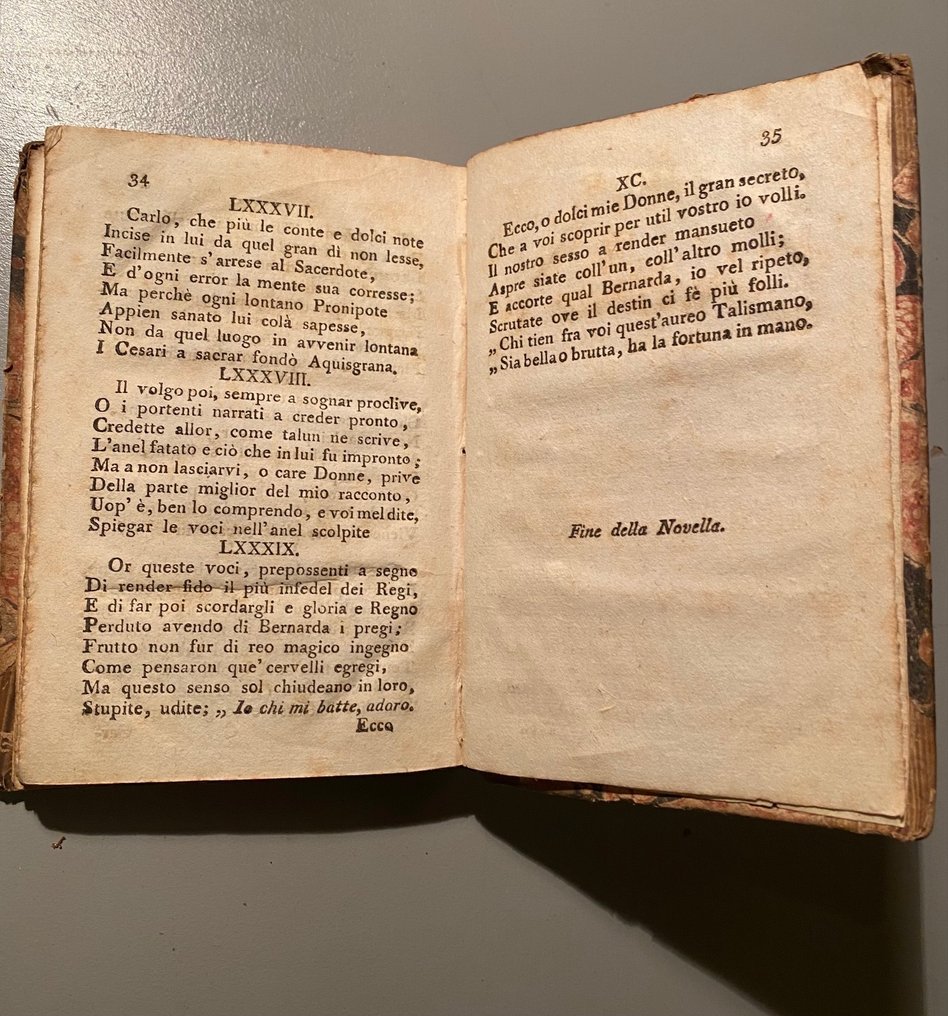 34
LXXXVII.
Carlo, che più le conte e dolci note
Incise in lui da quel gran dì non lesse,
Facilmente s'arrese al Sacerdote,
E d'ogni error la mente sua corresse;
Ma perchè ogni lontano Pronipote
Appien sanato lui colà sapesse,
Non da quel luogo in avvenir lontana
I Cesari a sacrar fondò Aquisgrana.
LXXXVIII.
Il volgo poi, sempre a sognar proclive,
O i portenti narrati a creder pronto,
Credette allor, come talun ne scrive,
L'anel fatato e ciò che in lui fu impronto;
Ma a non lasciarvi, o care Donne, prive
Della parte miglior del mio racconto,
Uop' è, ben lo comprendo, e voi mel dite,
Spiegar le voci nell'anel scolpite
LXXXIX.
Or queste voci, prepossenti a segno
Di render fido il più infedel dei Regi,
E di far poi scordargli e gloria e Regno
Perduto avendo di Bernarda i pregi;
Frutto non fur di reo magico ingegno
Come pensaron que' cervelli egregi,
Ma questo senso sol chiudeano in loro,
Stupite, udite; „ Io chi mi batte, adoro.
Ecco
35
XC.
Ecco, o dolci mie Donne, il gran secreto,
Che a voi scoprir per util vostro io volli.
Il nostro sesso a render mansueto
Aspre siate coll'un, coll'altro molli;
E accorte qual Bernarda, io vel ripeto,
Scrutate ove il destin ci fè più folli.
„ Chi tien fra voi quest'aureo Talismano,
„ Sia bella o brutta, ha la fortuna in mano.
Fine della Novella.